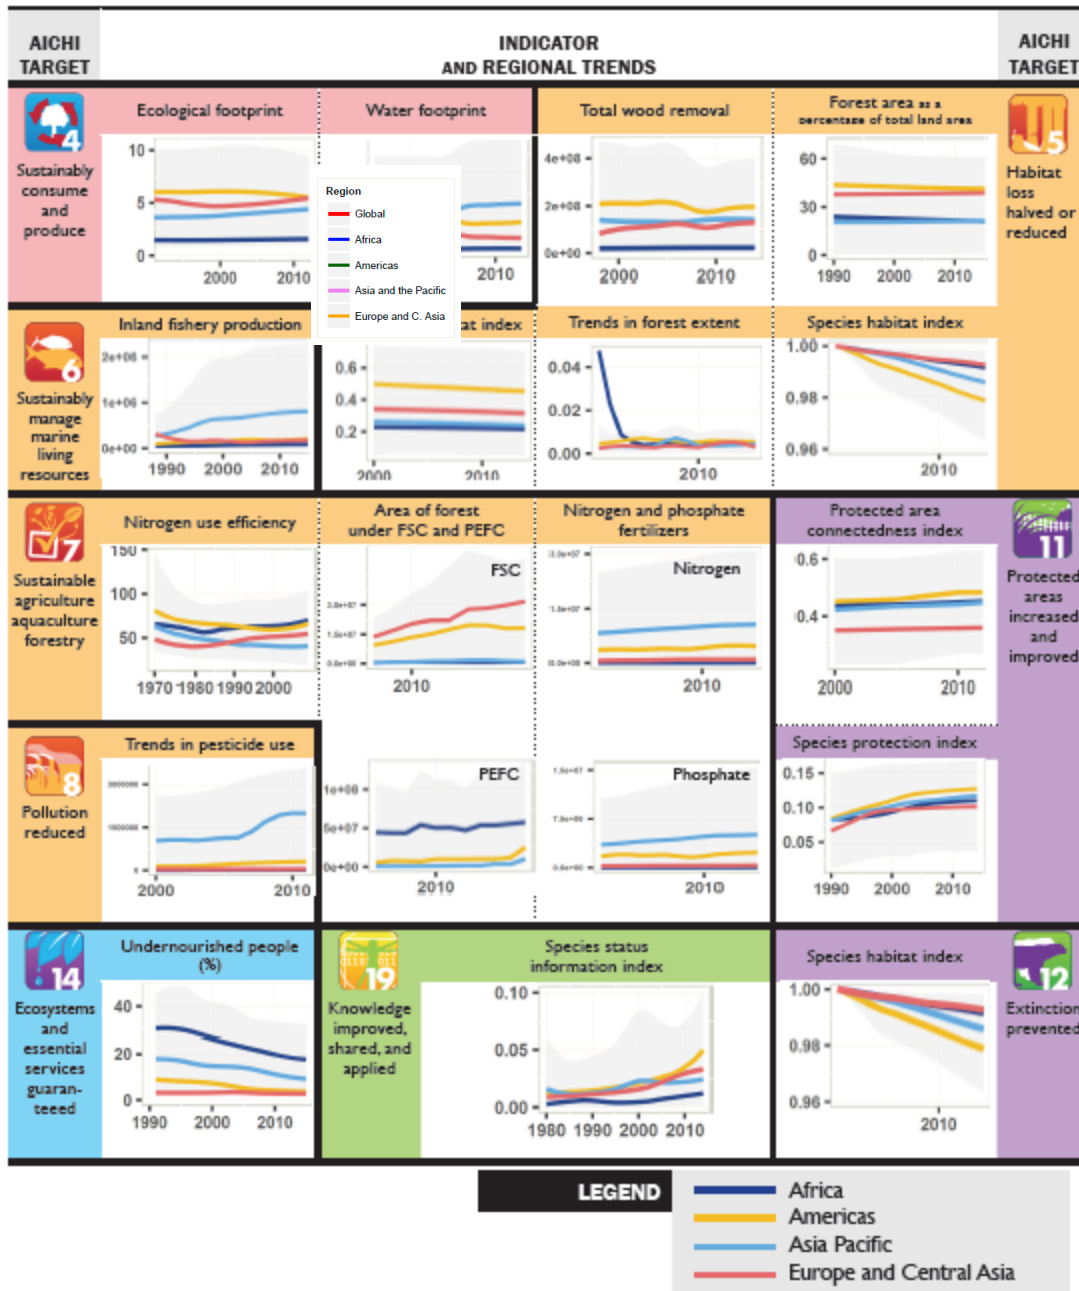 AICHI
TARGET
INDICATOR
AND REGIONAL TRENDS
AICHI
TARGET
4
Sustainably
consume
and
produce
Ecological footprint
10
5
0
2000
2010
Water footprint
2010
Region
Global
Africa
Americas
Asia and the Pacific
Europe and C. Asia
Total wood removal
4e+08
2e+08
0e+00
2000
2010
Forest area as a
percentage of total land area
60
30
0
1990
2000
2010
5
Habitat
loss
halved or
reduced
6
Sustainably
manage
marine
living
resources
Inland fishery production
2e+06
1e+06
0e+00
1990
2000
2010
at index
0.6
0.4
0.2
2000
2010
Trends in forest extent
0.04
0.02
0.00
2010
Species habitat index
1.00
0.98
0.96
2010
7
Sustainable
agriculture
aquaculture
forestry
Nitrogen use efficiency
150
100
50
1970
1980
1990
2000
Area of forest
under FSC and PEFC
FSC
2010
Nitrogen and phosphate
fertilizers
Nitrogen
2010
Protected area
connectedness index
0.6
0.4
2000
2010
11
Protected
areas
increased
and
improved
8
Pollution
reduced
Trends in pesticide use
2000
2010
PEFC
1e+08
5e+07
0e+00
2010
Phosphate
2010
Species protection index
0.15
0.10
0.05
1990
2000
2010
14
Ecosystems
and
essential
services
guaran-
teeed
Undernourished people
(%)
40
20
0
1990
2000
2010
19
Knowledge
improved,
shared, and
applied
Species status
information index
0.10
0.05
0.00
1980
1990
2000
2010
Species habitat index
1.00
0.98
0.96
2010
12
Extinction
prevented
LEGEND
Africa
Americas
Asia Pacific
Europe and Central Asia